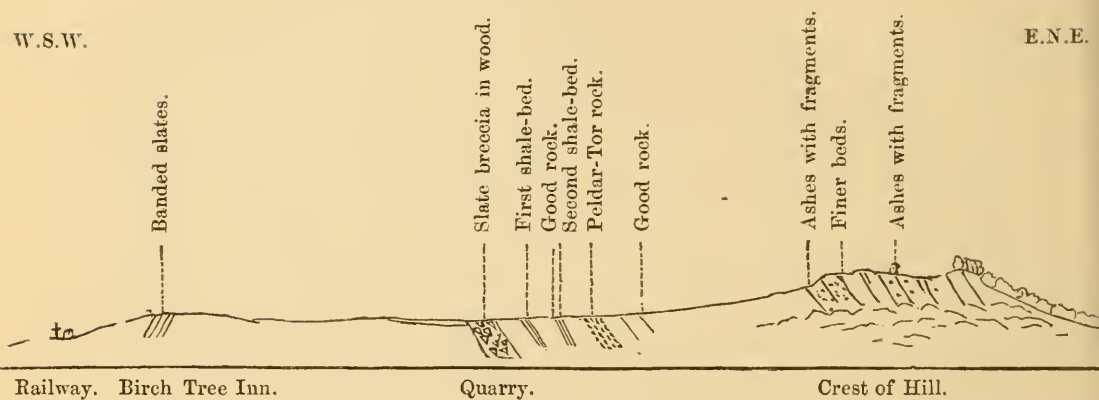 W.S.W.
E.N.E.
Banded slates.
Slate breccia in wood.
First shale-bed.
Good rock.
Second shale-bed.
Peldar-Tor rock.
Good rock.
Ashes with fragments.
Finer beds.
Ashes with fragments.
Railway. Birch Tree Inn. Quarry. Crest of Hill.